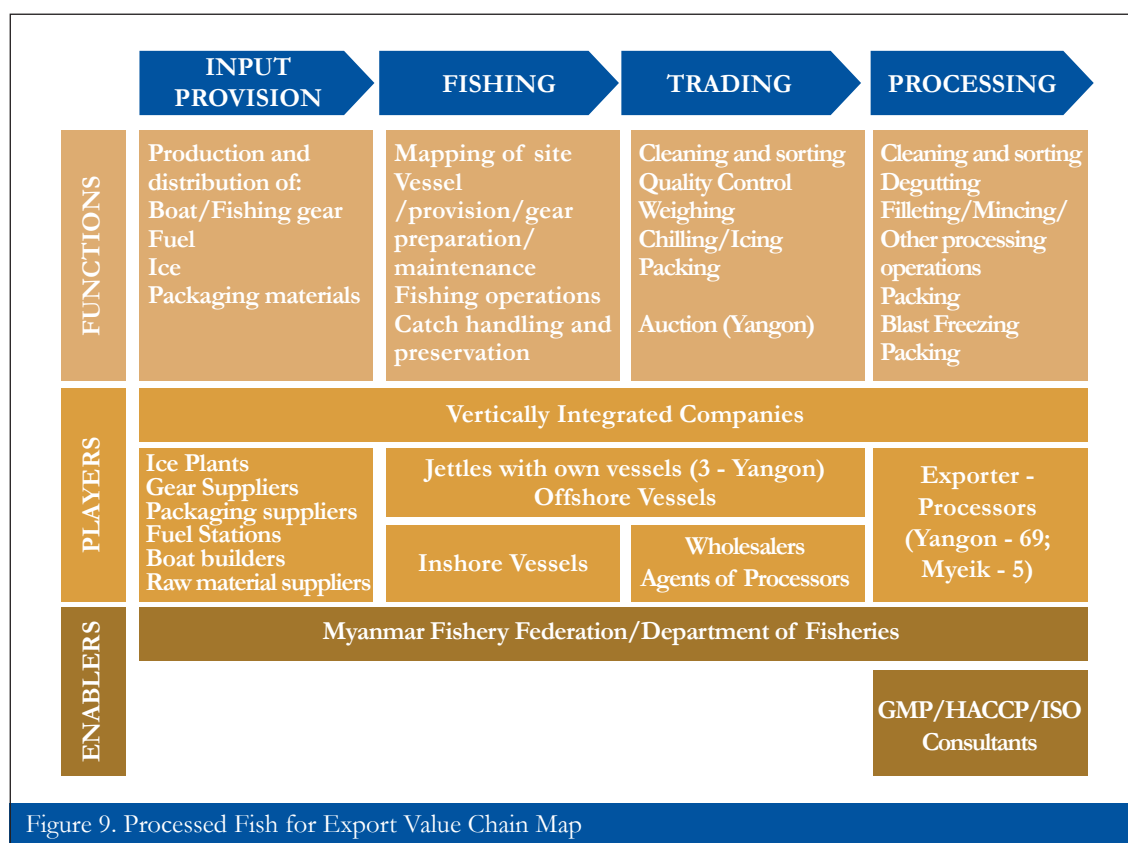 INPUT
PROVISION
FISHING
TRADING
PROCESSING
FUNCTIONS
Production and
distribution of:
Boat/Fishing gear
Fuel
Ice
Packaging materials
Mapping of site
Vessel
/provision/gear
preparation/
maintenance
Fishing operations
Catch handling and
preservation
Cleaning and sorting
Quality Control
Weighing
Chilling/Icing
Packing
Auction (Yangon)
Cleaning and sorting
Degutting
Filleting/Mincing/
Other processing
operations
Packing
Blast Freezing
Packing
PLAYERS
Vertically Integrated Companies
Ice Plants
Gear Suppliers
Packaging suppliers
Fuel Stations
Boat builders
Raw material suppliers
Jettles with own vessels (3 - Yangon)
Offshore Vessels
Inshore Vessels
Wholesalers
Agents of Processors
Exporter -
Processors
(Yangon - 69;
Myeik - 5)
ENABLERS
Myanmar Fishery Federation/Department of Fisheries
GMP/HACCP/ISO
Consultants
Figure 9. Processed Fish for Export Value Chain Map